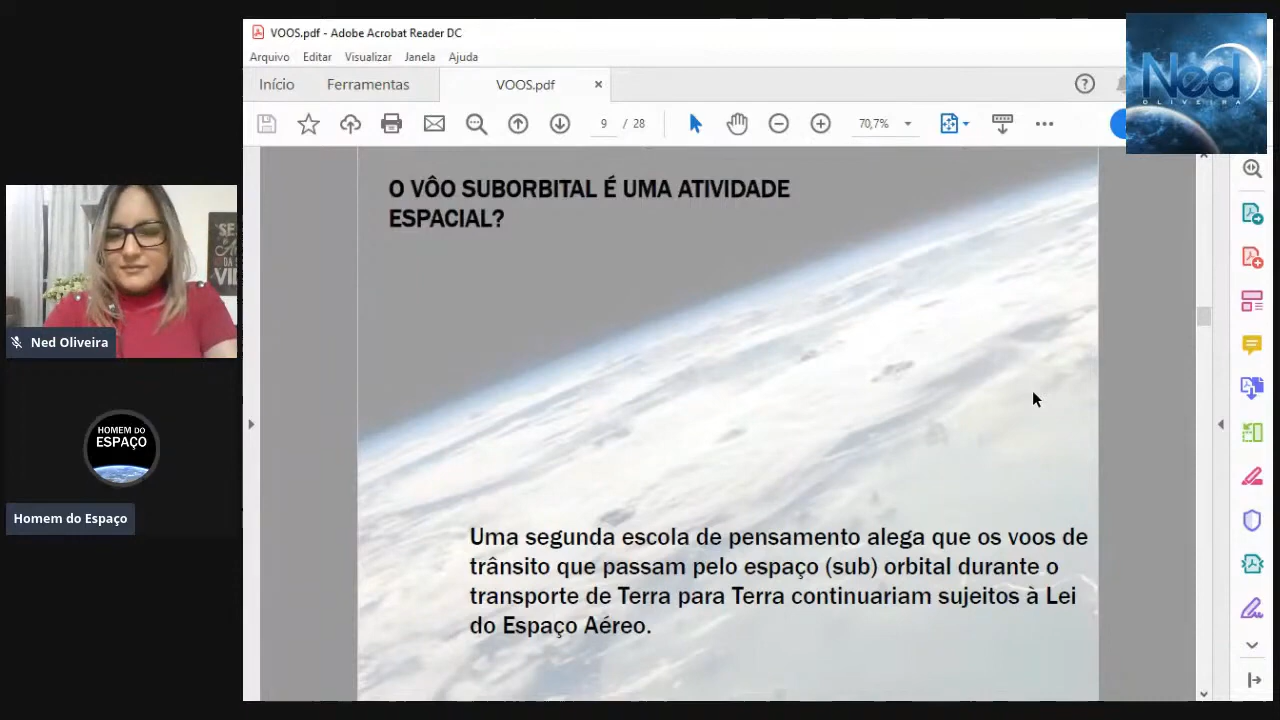 VOOS.pdf - Adobe Acrobat Reader DC
Arquivo Editar Visualizar Janela Ajuda
Início Ferramentas VOOS.pdf
9 / 28 70,7%
Ned
OLIVEIRA
O VÔO SUBORBITAL É UMA ATIVIDADE
ESPACIAL?
Uma segunda escola de pensamento alega que os voos de
trânsito que passam pelo espaço (sub) orbital durante o
transporte de Terra para Terra continuariam sujeitos à Lei
do Espaço Aéreo.
Ned Oliveira
HOMEM DO
ESPAÇO
Homem do Espaço